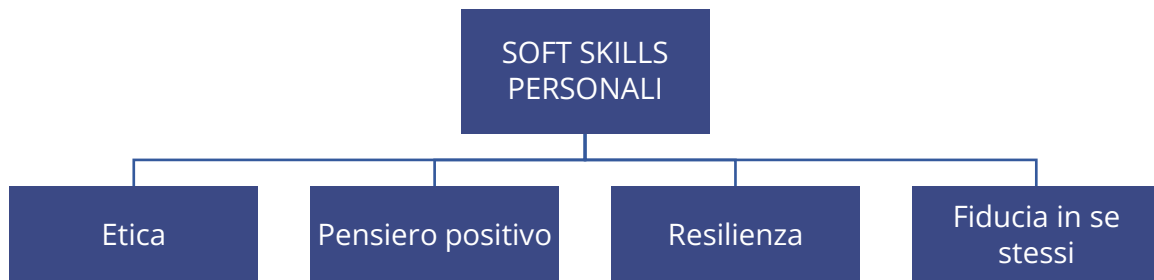 SOFT SKILLS
PERSONALI
Etica
Pensiero positivo
Resilienza
Fiducia in se
stessi